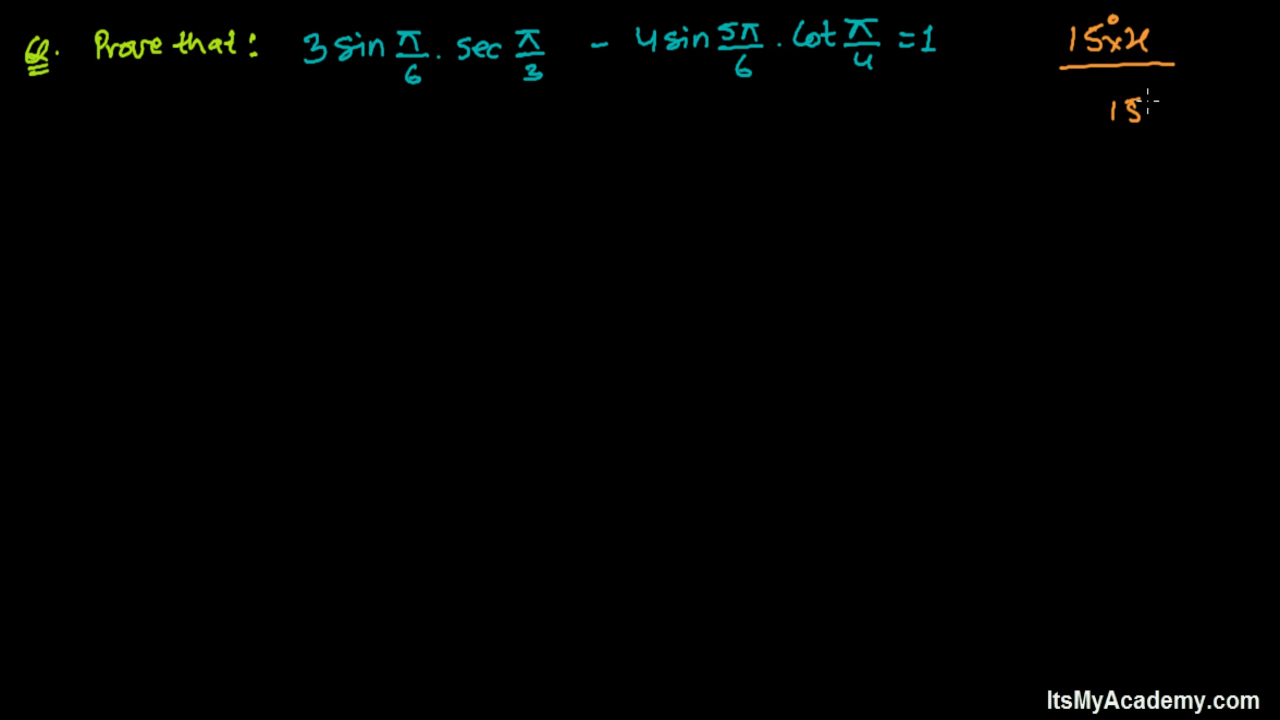 Q. Prove that: 3 sin π/6 . sec π/3 - 4 sin 5π/6 . cot π/4 = 1
15°×x
15
ItsMyAcademy.com